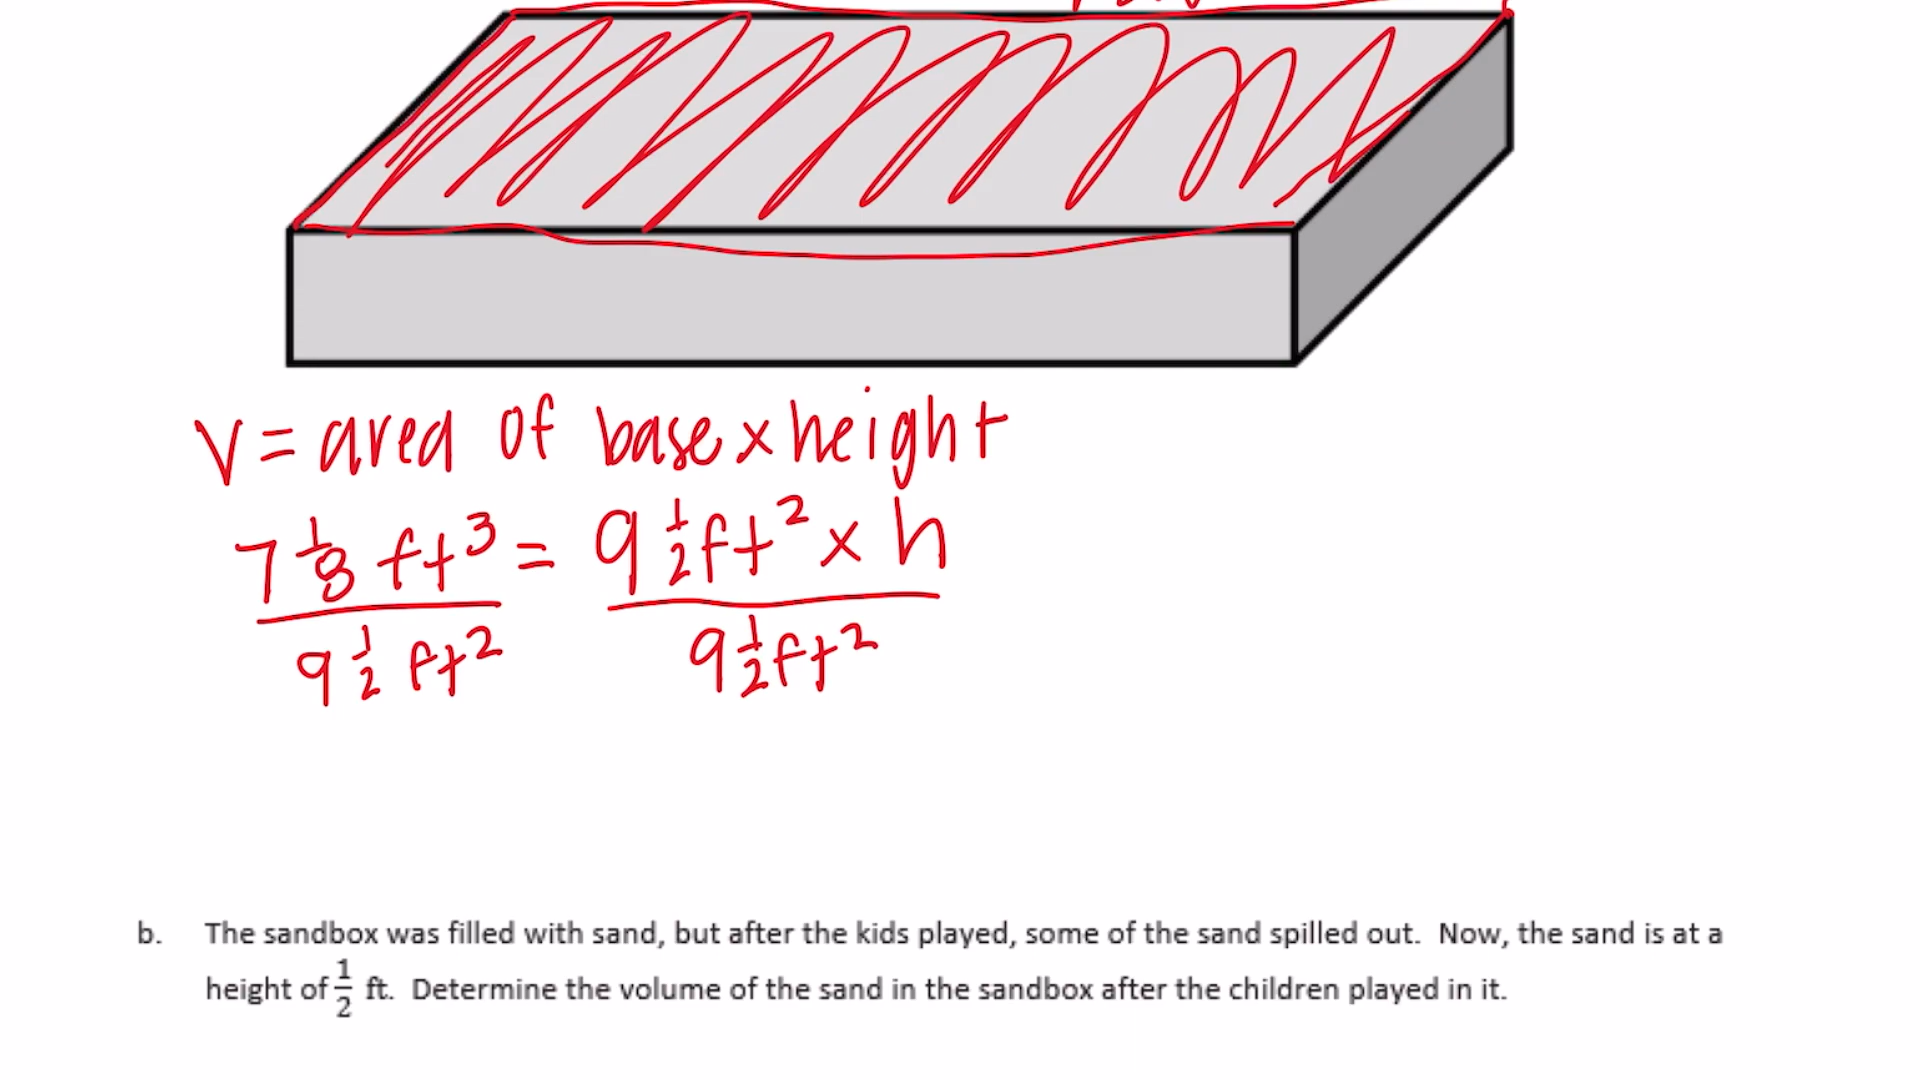 V = area of base x height
7 1/8 ft³ = 9 1/2 ft² x h
9 1/2 ft² 9 1/2 ft²
b. The sandbox was filled with sand, but after the kids played, some of the sand spilled out. Now, the sand is at a
height of 1/2 ft. Determine the volume of the sand in the sandbox after the children played in it.